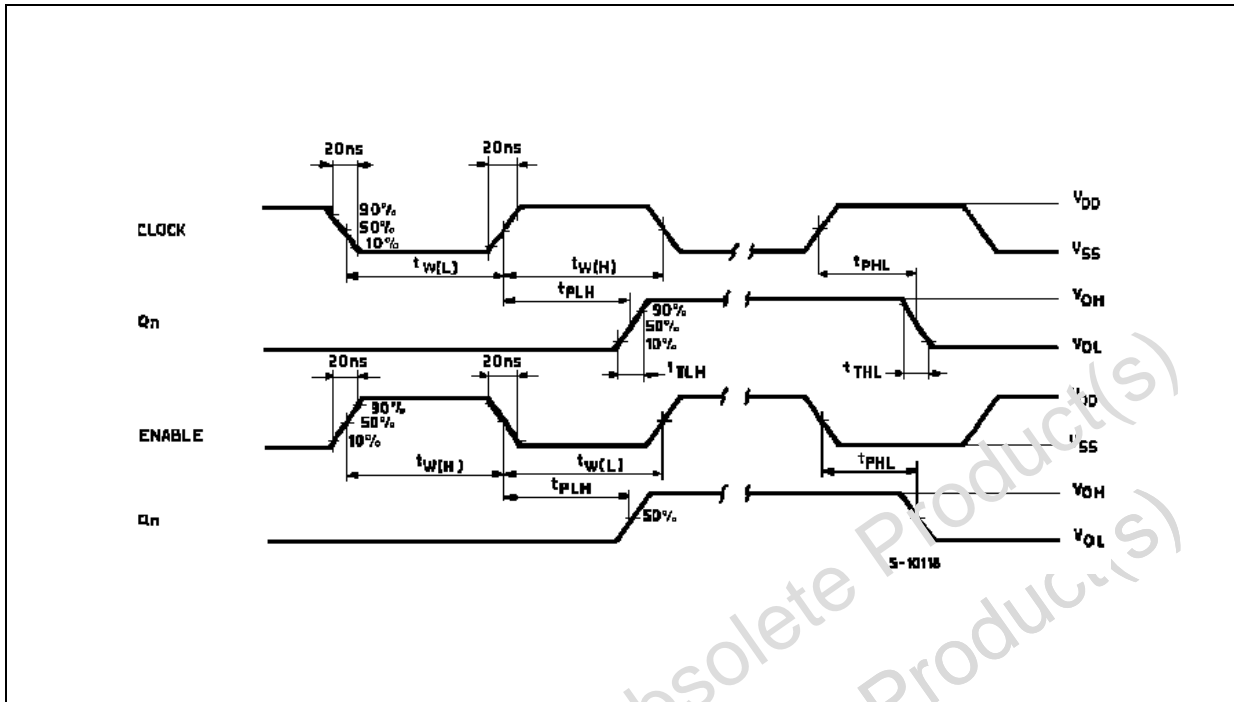 20ns 20ns
CLOCK
90%
50%
10%
VDD
VSS
tW(L) tW(H) tPHL
tPLH
Qn
90%
50%
10%
VOH
VOL
20ns 20ns tTLH tTHL
ENABLE
90%
50%
10%
VDD
VSS
tW(H) tW(L) tPHL
tPLH
Qn
50%
VOH
VOL
S-10118
Obsolete Product(s)
Product(s)